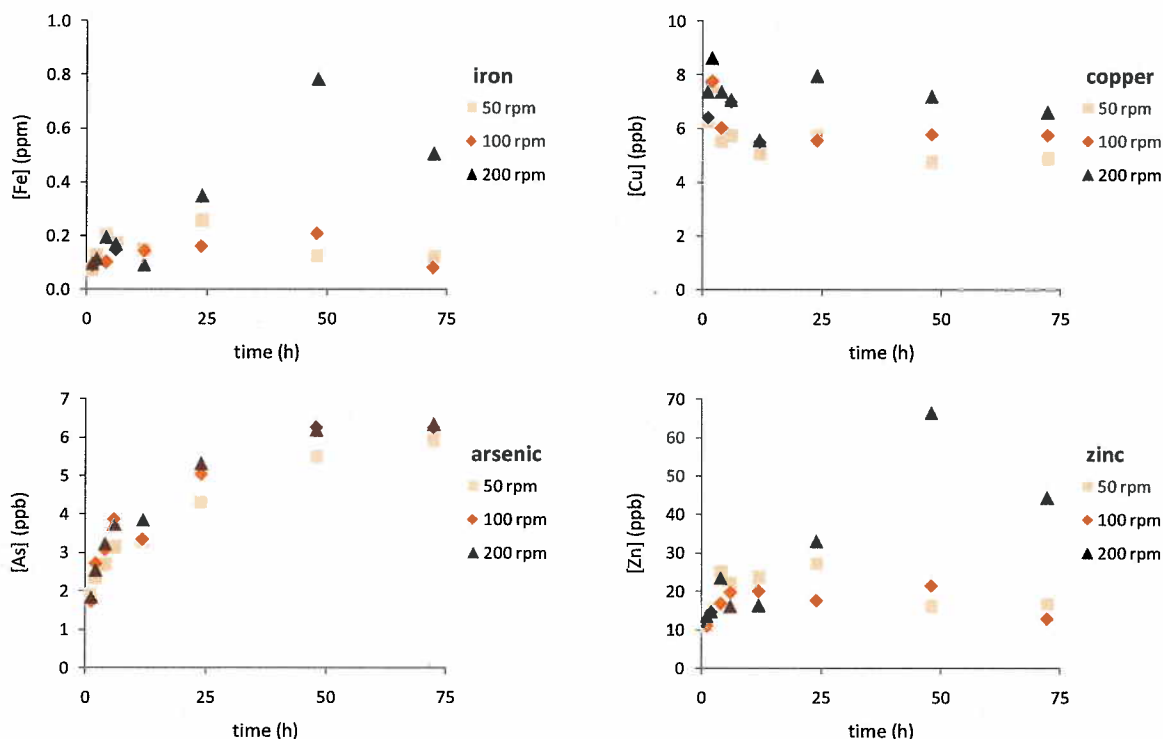 iron
50 rpm
100 rpm
200 rpm
[Fe] (ppm)
1.0
0.8
0.6
0.4
0.2
0.0
0
25
50
75
time (h)
copper
50 rpm
100 rpm
200 rpm
[Cu] (ppb)
10
8
6
4
2
0
0
25
50
75
time (h)
arsenic
50 rpm
100 rpm
200 rpm
[As] (ppb)
7
6
5
4
3
2
1
0
0
25
50
75
time (h)
zinc
50 rpm
100 rpm
200 rpm
[Zn] (ppb)
70
60
50
40
30
20
10
0
0
25
50
75
time (h)